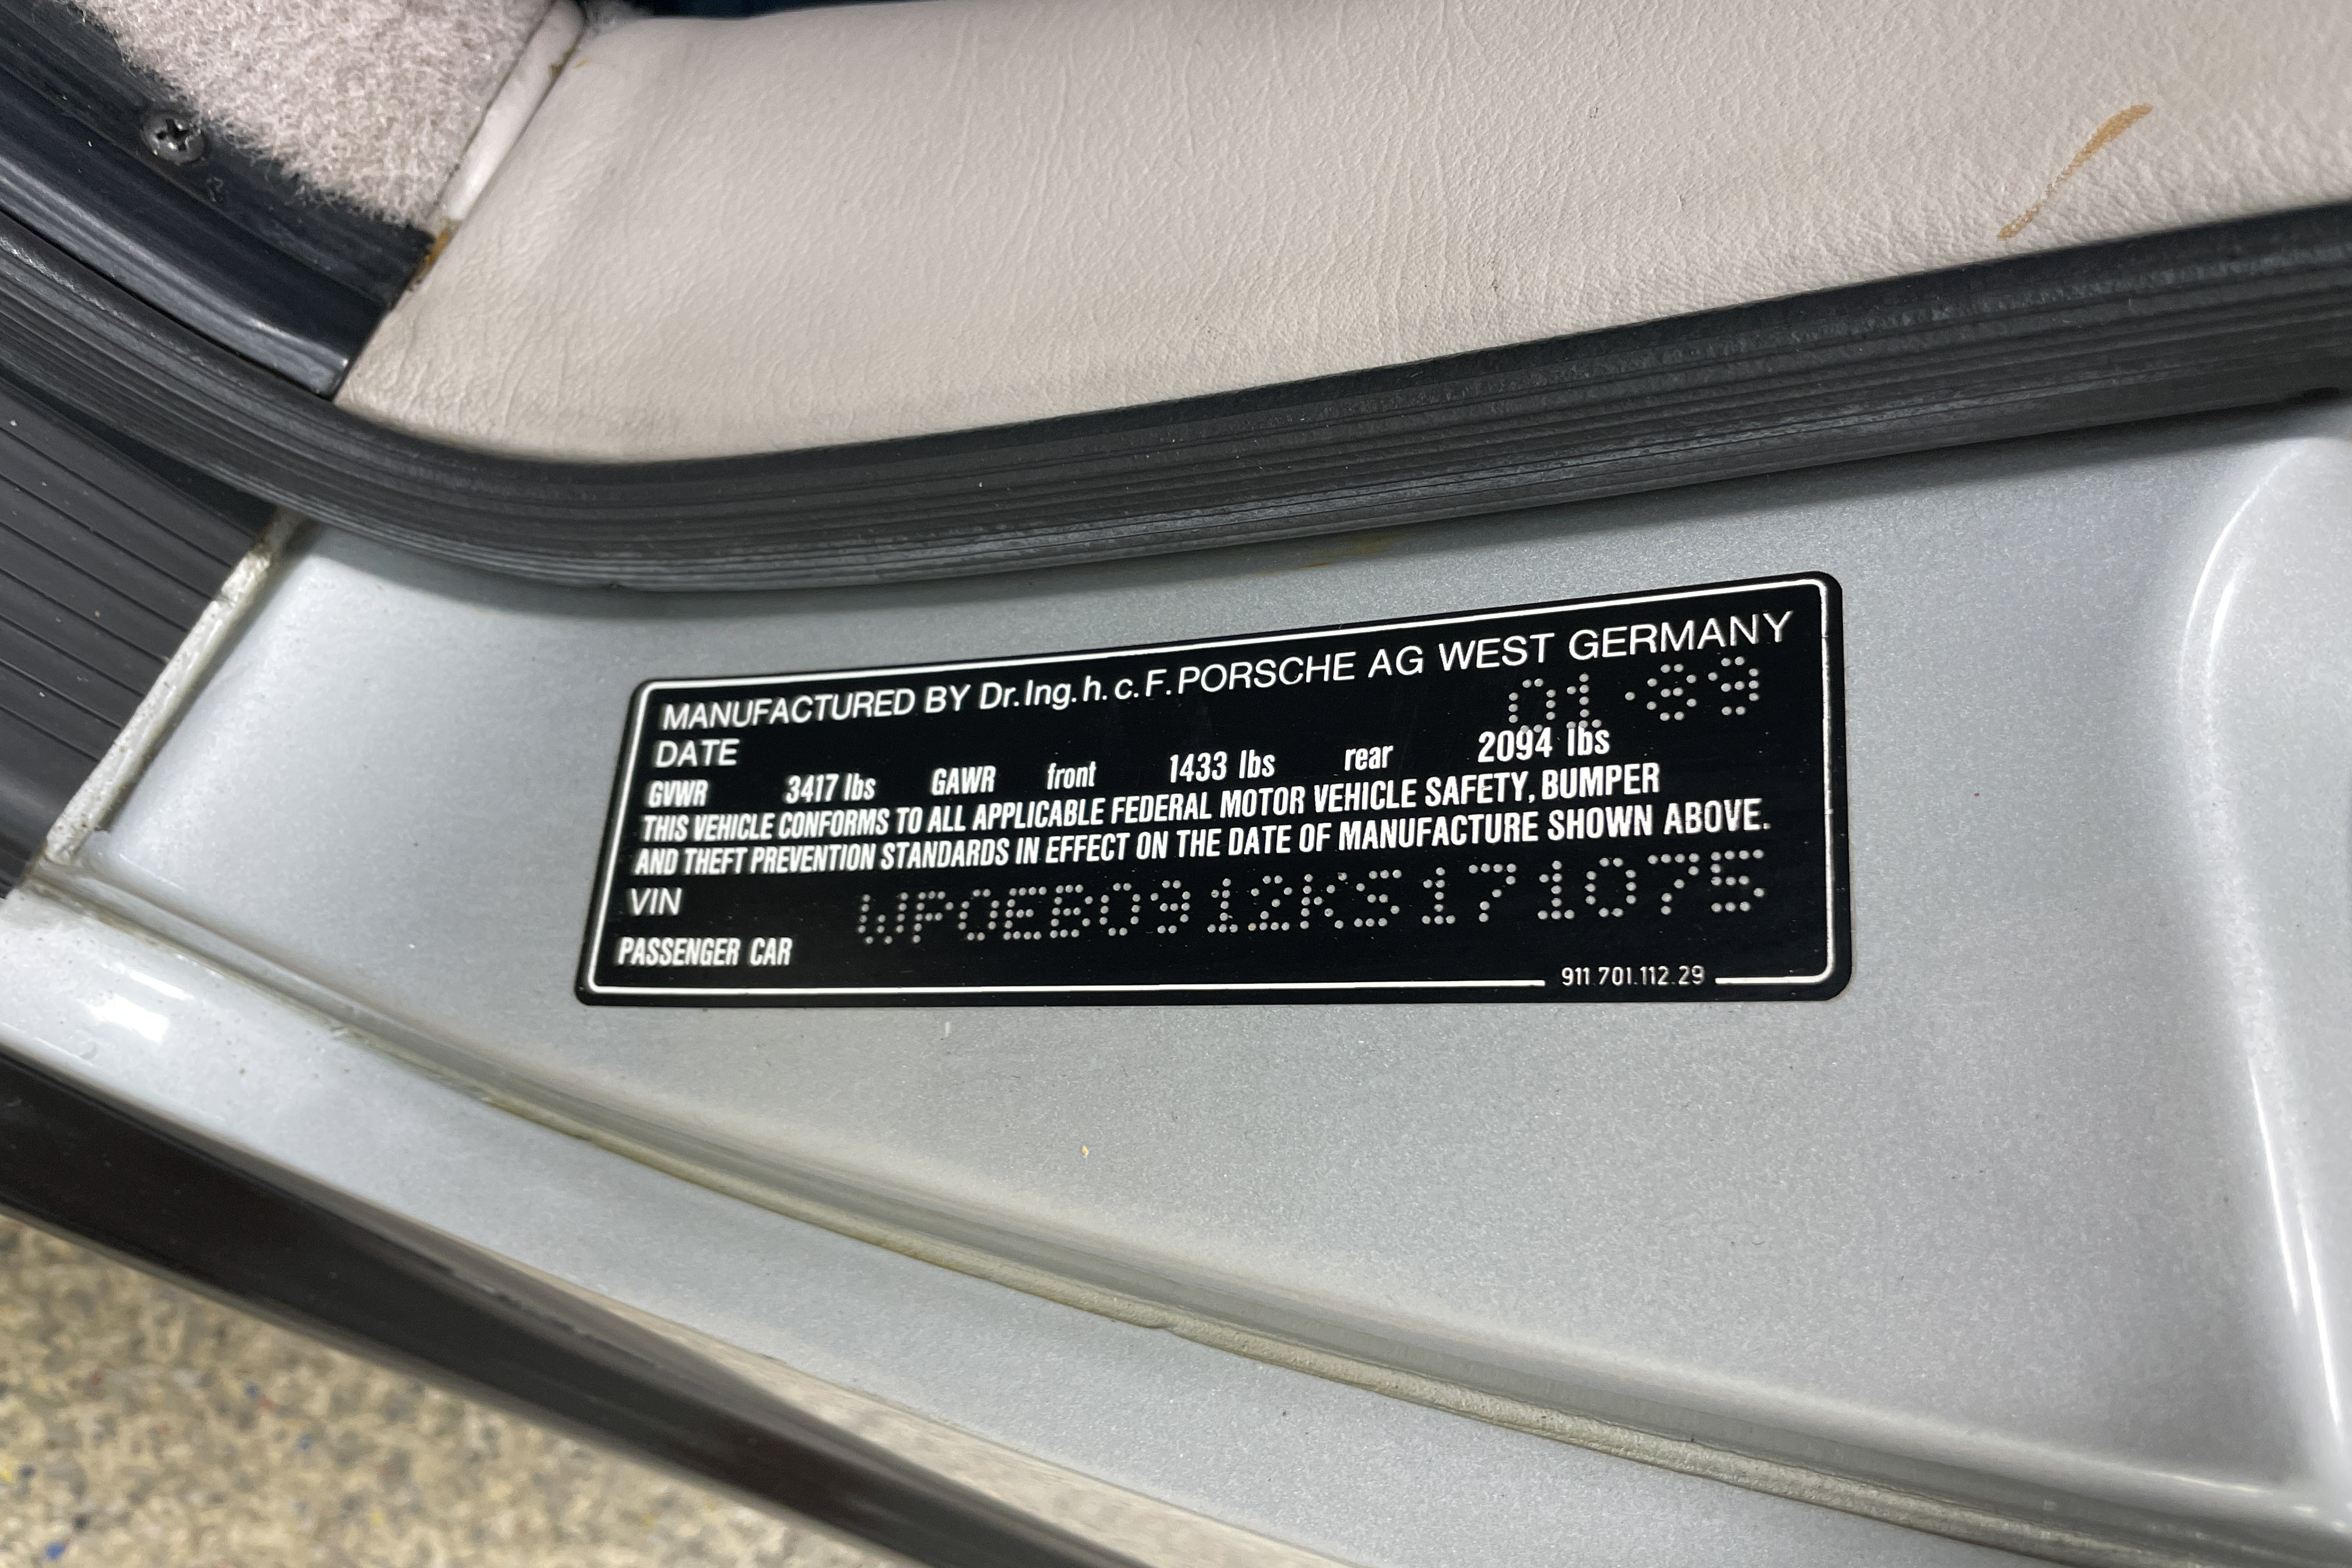 MANUFACTURED BY Dr.Ing.h.c.F.PORSCHE AG WEST GERMANY
DATE 01·89
GVWR 3417 lbs GAWR front 1433 lbs rear 2094 lbs
THIS VEHICLE CONFORMS TO ALL APPLICABLE FEDERAL MOTOR VEHICLE SAFETY, BUMPER
AND THEFT PREVENTION STANDARDS IN EFFECT ON THE DATE OF MANUFACTURE SHOWN ABOVE.
VIN WP0EB0912KS171075
PASSENGER CAR
911.701.112.29